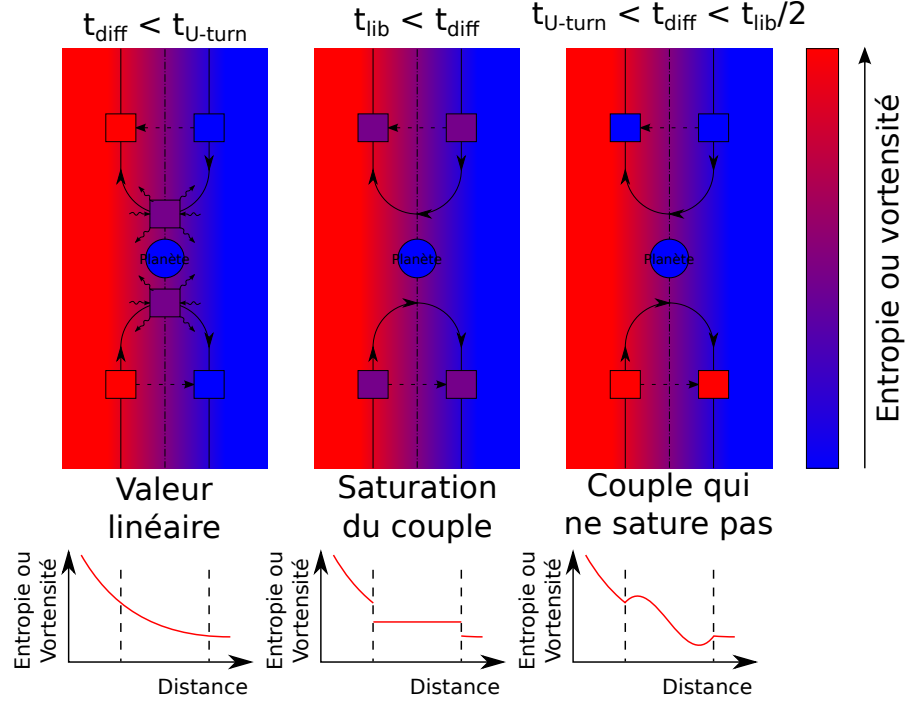 t_diff < t_U-turn
t_lib < t_diff
t_U-turn < t_diff < t_lib/2
Planète
Planète
Planète
Entropie ou vortensité
Valeur
linéaire
Saturation
du couple
Couple qui
ne sature pas
Entropie ou
Vortensité
Distance
Entropie ou
Vortensité
Distance
Entropie ou
Vortensité
Distance